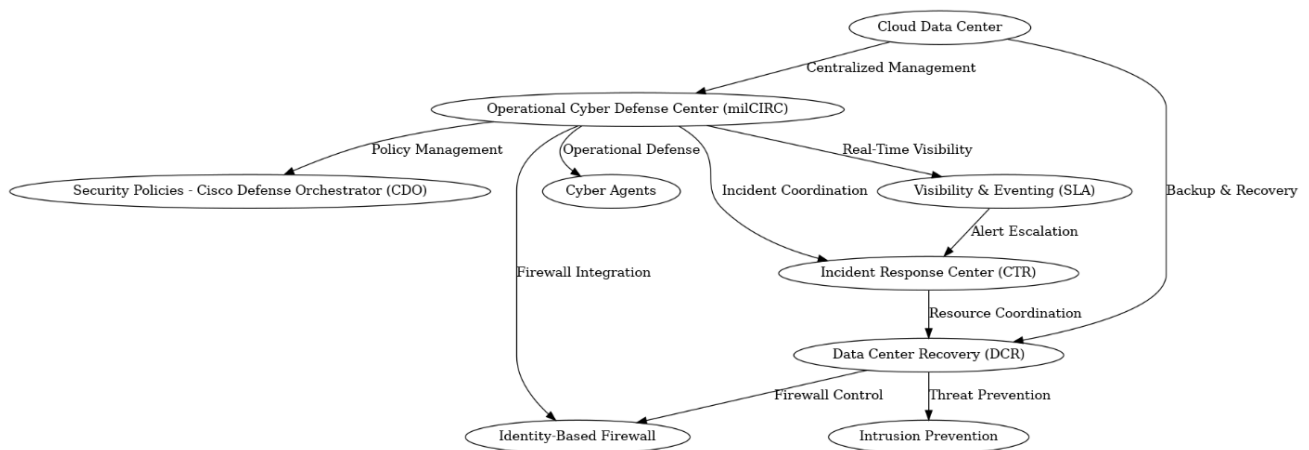 Cloud Data Center
Centralized Management
Operational Cyber Defense Center (milCIRC)
Policy Management
Operational Defense
Real-Time Visibility
Security Policies - Cisco Defense Orchestrator (CDO)
Cyber Agents
Incident Coordination
Visibility & Eventing (SLA)
Backup & Recovery
Alert Escalation
Firewall Integration
Incident Response Center (CTR)
Resource Coordination
Data Center Recovery (DCR)
Firewall Control
Threat Prevention
Identity-Based Firewall
Intrusion Prevention